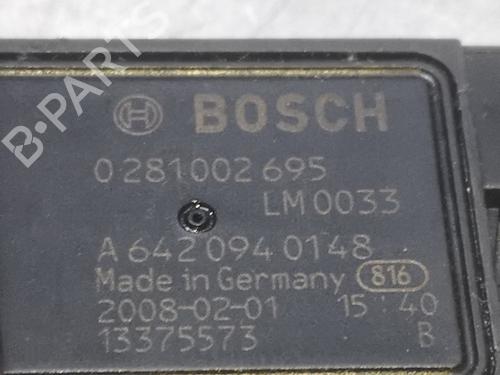 B-PARTS
BOSCH
0 281 002 695
LM 0033
A 642 094 0148
Made in Germany 816
2008-02-01 15:40
13375573 B